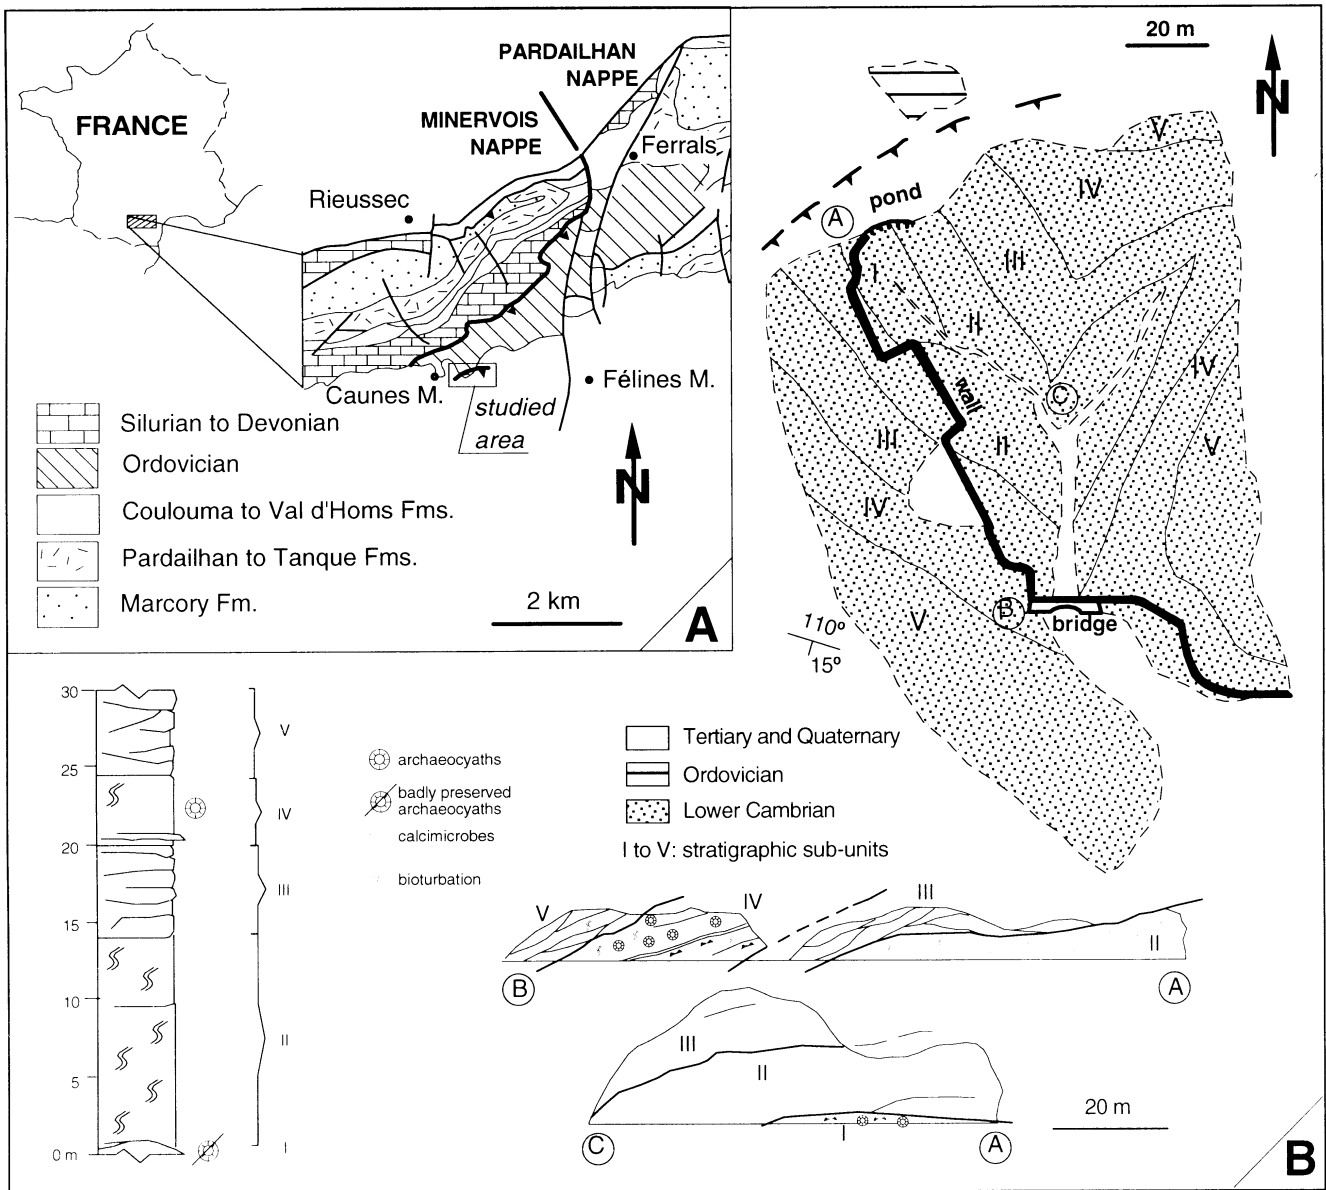 FRANCE
PARDAILHAN
NAPPE
MINERVOIS
NAPPE
Ferrals
Rieussec
Caunes M.
Félines M.
studied
area
Silurian to Devonian
Ordovician
Coulouma to Val d'Homs Fms.
Pardailhan to Tanque Fms.
Marcory Fm.
N
2 km
A
20 m
N
A
pond
V
IV
III
I
II
C
wall
IV
III
II
V
IV
B
bridge
V
110°
15°
Tertiary and Quaternary
Ordovician
Lower Cambrian
I to V: stratigraphic sub-units
30
25
20
15
10
5
0 m
V
IV
III
II
I
archaeocyaths
badly preserved
archaeocyaths
calcimicrobes
bioturbation
V
IV
III
II
B
A
III
II
I
C
A
20 m
B